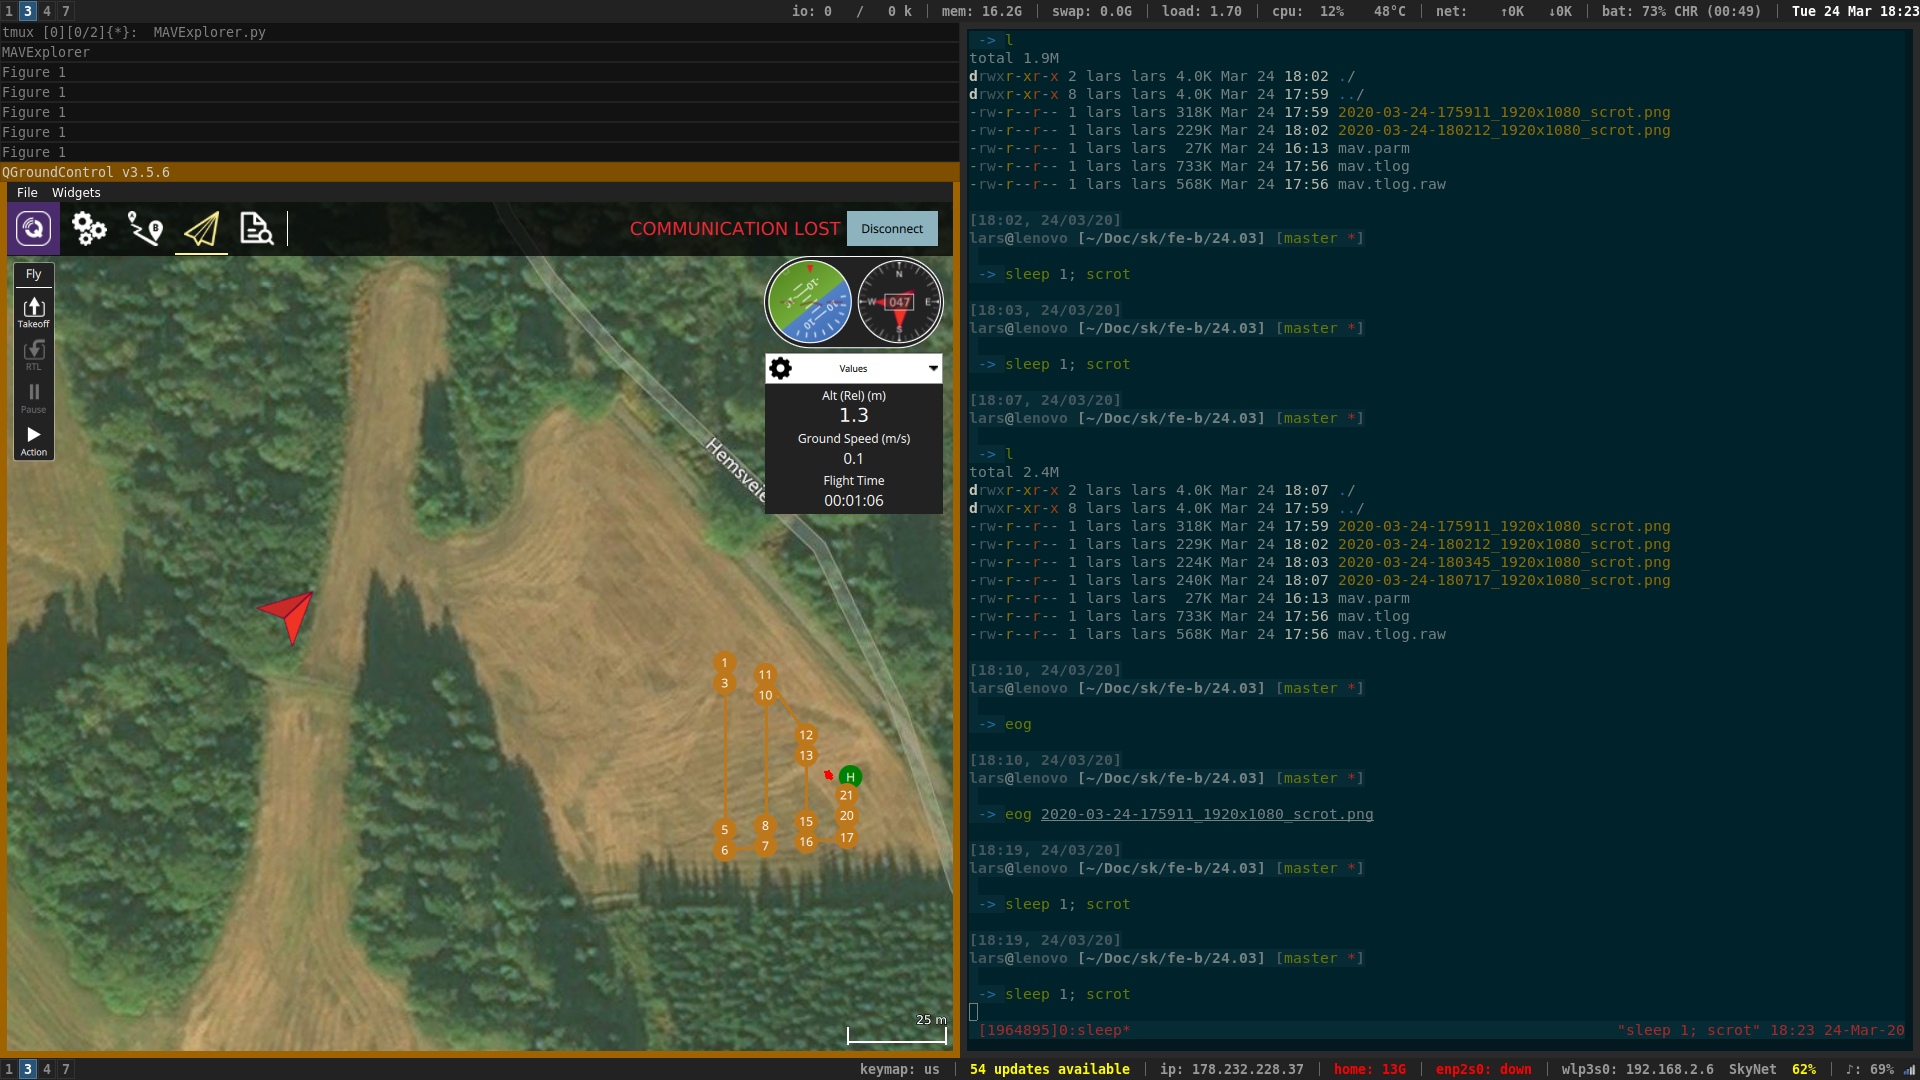 1 3 4 7 io: 0 / 0 k | mem: 16.2G | swap: 0.0G | load: 1.70 | cpu: 12% 48°C | net: ↑0K ↓0K | bat: 73% CHR (00:49) | Tue 24 Mar 18:23
tmux [0][0/2]{*}: MAVExplorer.py
MAVExplorer
Figure 1
Figure 1
Figure 1
Figure 1
Figure 1
QGroundControl v3.5.6
File Widgets
B
COMMUNICATION LOST Disconnect
Fly
Takeoff
RTL
Pause
Action
-10-
10
10
N
W 047 E
S
Values
Alt (Rel) (m)
1.3
Ground Speed (m/s)
0.1
Flight Time
00:01:06
1
3
11
10
12
13
H
21
20
17
15
16
8
7
5
6
25 m
-> l
total 1.9M
drwxr-xr-x 2 lars lars 4.0K Mar 24 18:02 ./
drwxr-xr-x 8 lars lars 4.0K Mar 24 17:59 ../
-rw-r--r-- 1 lars lars 318K Mar 24 17:59 2020-03-24-175911_1920x1080_scrot.png
-rw-r--r-- 1 lars lars 229K Mar 24 18:02 2020-03-24-180212_1920x1080_scrot.png
-rw-r--r-- 1 lars lars 27K Mar 24 16:13 mav.parm
-rw-r--r-- 1 lars lars 733K Mar 24 17:56 mav.tlog
-rw-r--r-- 1 lars lars 568K Mar 24 17:56 mav.tlog.raw
[18:02, 24/03/20]
lars@lenovo [~/Doc/sk/fe-b/24.03] [master *]
-> sleep 1; scrot
[18:03, 24/03/20]
lars@lenovo [~/Doc/sk/fe-b/24.03] [master *]
-> sleep 1; scrot
[18:07, 24/03/20]
lars@lenovo [~/Doc/sk/fe-b/24.03] [master *]
-> l
total 2.4M
drwxr-xr-x 2 lars lars 4.0K Mar 24 18:07 ./
drwxr-xr-x 8 lars lars 4.0K Mar 24 17:59 ../
-rw-r--r-- 1 lars lars 318K Mar 24 17:59 2020-03-24-175911_1920x1080_scrot.png
-rw-r--r-- 1 lars lars 229K Mar 24 18:02 2020-03-24-180212_1920x1080_scrot.png
-rw-r--r-- 1 lars lars 224K Mar 24 18:03 2020-03-24-180345_1920x1080_scrot.png
-rw-r--r-- 1 lars lars 240K Mar 24 18:07 2020-03-24-180717_1920x1080_scrot.png
-rw-r--r-- 1 lars lars 27K Mar 24 16:13 mav.parm
-rw-r--r-- 1 lars lars 733K Mar 24 17:56 mav.tlog
-rw-r--r-- 1 lars lars 568K Mar 24 17:56 mav.tlog.raw
[18:10, 24/03/20]
lars@lenovo [~/Doc/sk/fe-b/24.03] [master *]
-> eog
[18:10, 24/03/20]
lars@lenovo [~/Doc/sk/fe-b/24.03] [master *]
-> eog 2020-03-24-175911_1920x1080_scrot.png
[18:19, 24/03/20]
lars@lenovo [~/Doc/sk/fe-b/24.03] [master *]
-> sleep 1; scrot
[18:19, 24/03/20]
lars@lenovo [~/Doc/sk/fe-b/24.03] [master *]
-> sleep 1; scrot
[1964895]0:sleep* "sleep 1; scrot" 18:23 24-Mar-20
1 3 4 7 keymap: us | 54 updates available | ip: 178.232.228.37 | home: 13G | enp2s0: down | wlp3s0: 192.168.2.6 SkyNet 62% | ♪: 69%